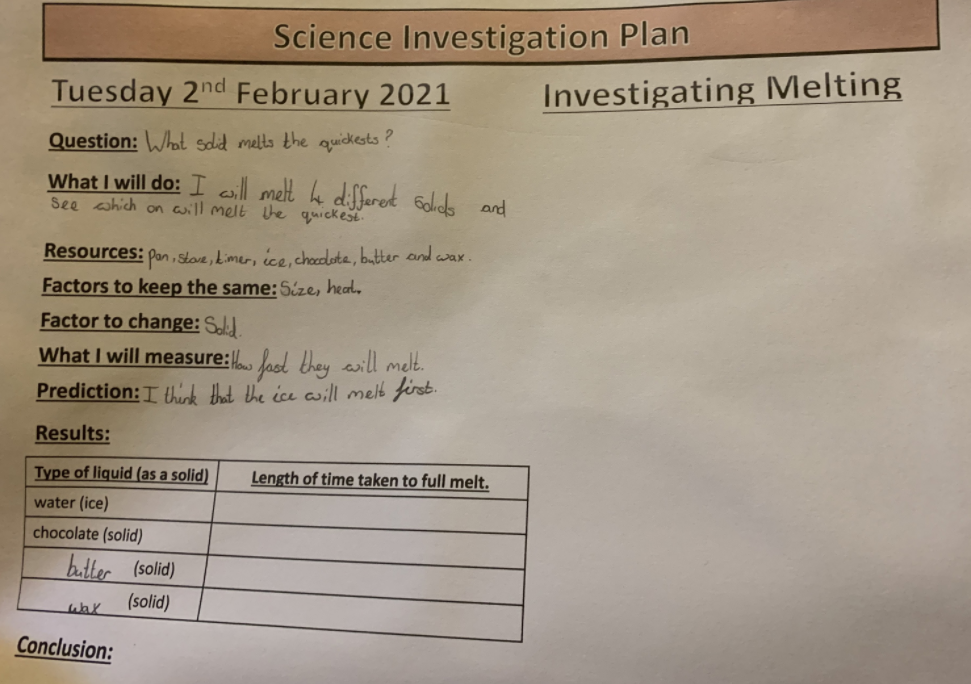 Science Investigation Plan
Tuesday 2nd February 2021 Investigating Melting
Question: What solid melts the quickests?
What I will do: I will melt 4 different solids and
see which on will melt the quickest.
Resources: pan, stove, timer, ice, chocolate, butter and wax.
Factors to keep the same: Size, heat.
Factor to change: Solid.
What I will measure: How fast they will melt.
Prediction: I think that the ice will melt first.
Results:
Type of liquid (as a solid) Length of time taken to full melt.
water (ice)
chocolate (solid)
butter (solid)
wax (solid)
Conclusion: